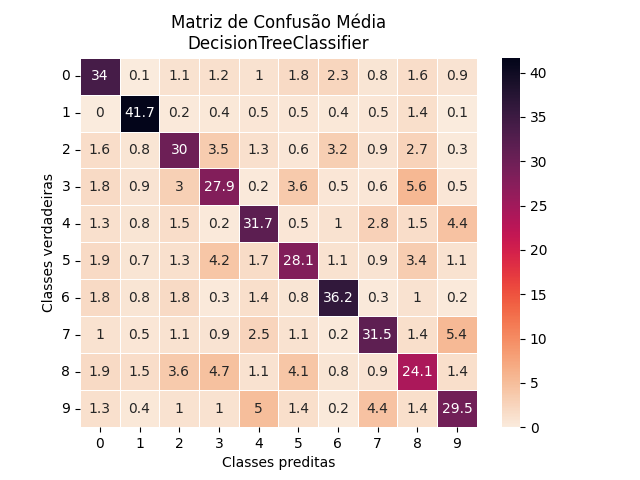 Matriz de Confusão Média
DecisionTreeClassifier
0 34 0.1 1.1 1.2 1 1.8 2.3 0.8 1.6 0.9
1 0 41.7 0.2 0.4 0.5 0.5 0.4 0.5 1.4 0.1
2 1.6 0.8 30 3.5 1.3 0.6 3.2 0.9 2.7 0.3
3 1.8 0.9 3 27.9 0.2 3.6 0.5 0.6 5.6 0.5
4 1.3 0.8 1.5 0.2 31.7 0.5 1 2.8 1.5 4.4
5 1.9 0.7 1.3 4.2 1.7 28.1 1.1 0.9 3.4 1.1
6 1.8 0.8 1.8 0.3 1.4 0.8 36.2 0.3 1 0.2
7 1 0.5 1.1 0.9 2.5 1.1 0.2 31.5 1.4 5.4
8 1.9 1.5 3.6 4.7 1.1 4.1 0.8 0.9 24.1 1.4
9 1.3 0.4 1 1 5 1.4 0.2 4.4 1.4 29.5
0 1 2 3 4 5 6 7 8 9
Classes preditas
Classes verdadeiras
40
35
30
25
20
15
10
5
0